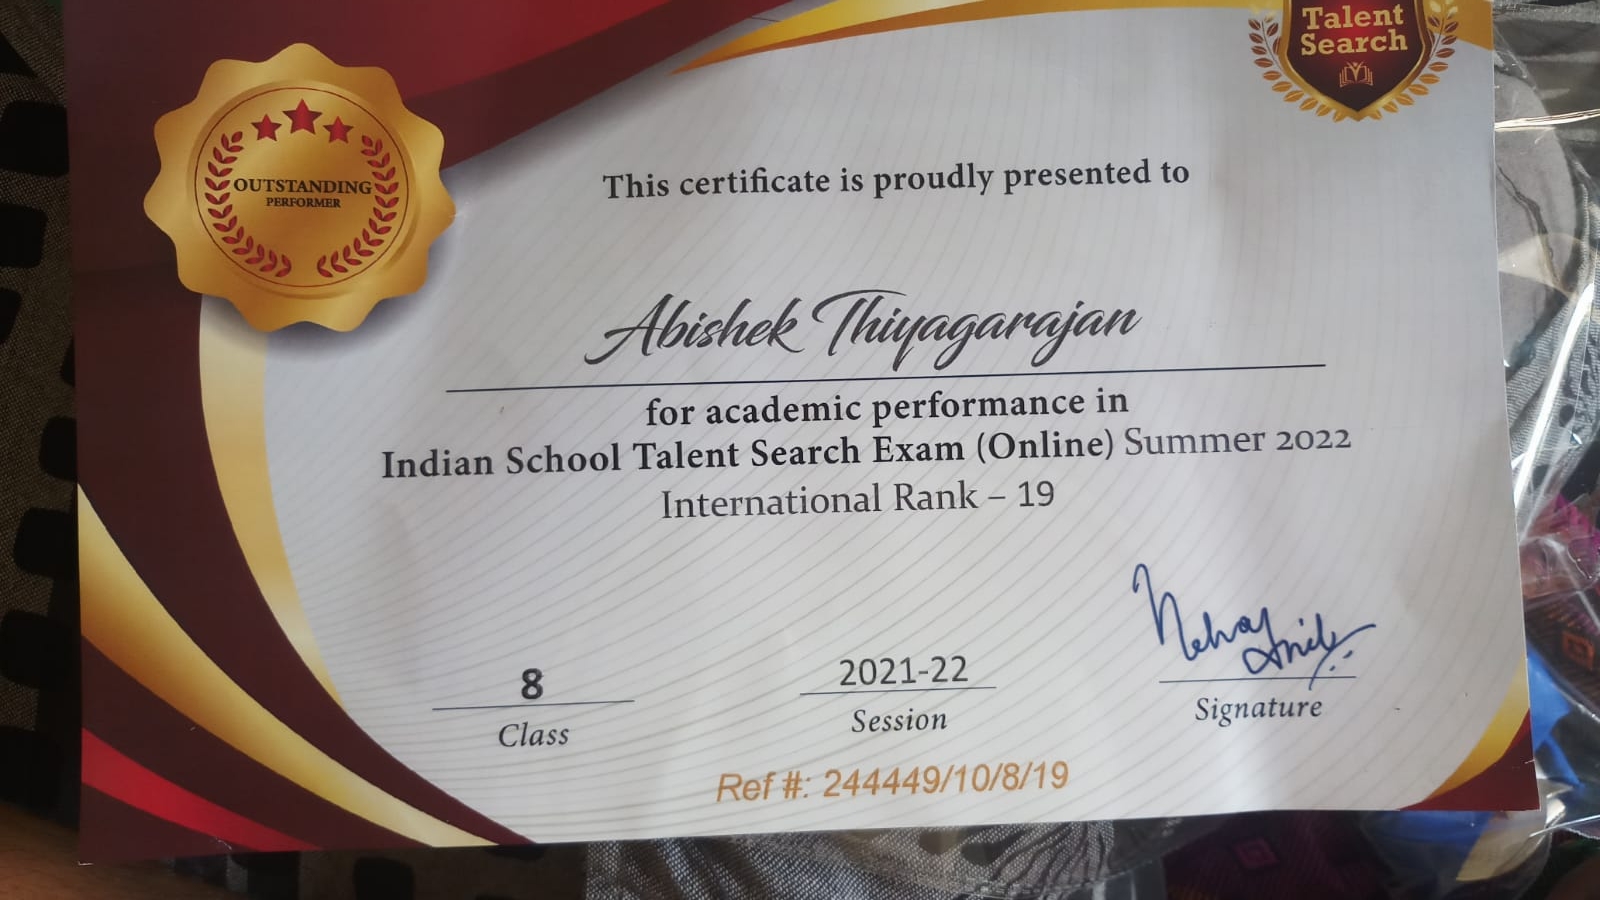 Talent
Search
OUTSTANDING
PERFORMER
This certificate is proudly presented to
Abishek Thiyagarajan
for academic performance in
Indian School Talent Search Exam (Online) Summer 2022
International Rank – 19
8
Class
2021-22
Session
Signature
Ref #: 244449/10/8/19